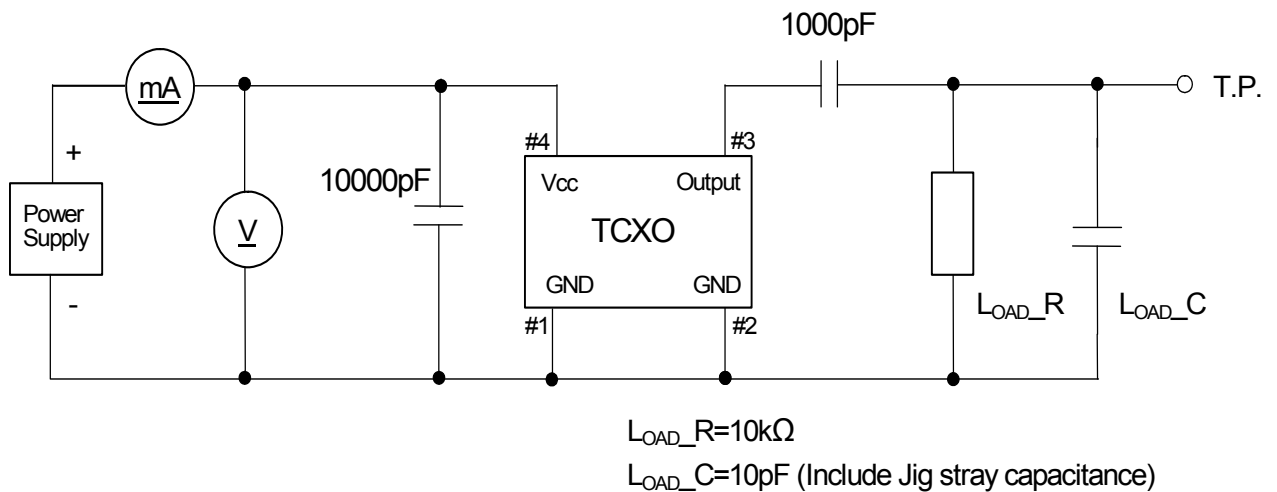 1000pF
mA
T.P.
+
#4
#3
10000pF
Vcc
Output
Power
Supply
V
TCXO
GND
GND
-
#1
#2
LOAD_R
LOAD_C
LOAD_R=10kΩ
LOAD_C=10pF (Include Jig stray capacitance)